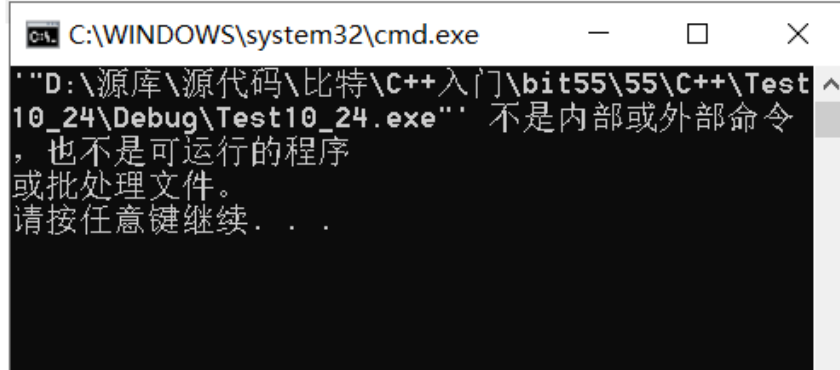 C:\WINDOWS\system32\cmd.exe
'"D:\源库\源代码\比特\C++入门\bit55\55\C++\Test
10_24\Debug\Test10_24.exe"' 不是内部或外部命令
，也不是可运行的程序
或批处理文件。
请按任意键继续. . .